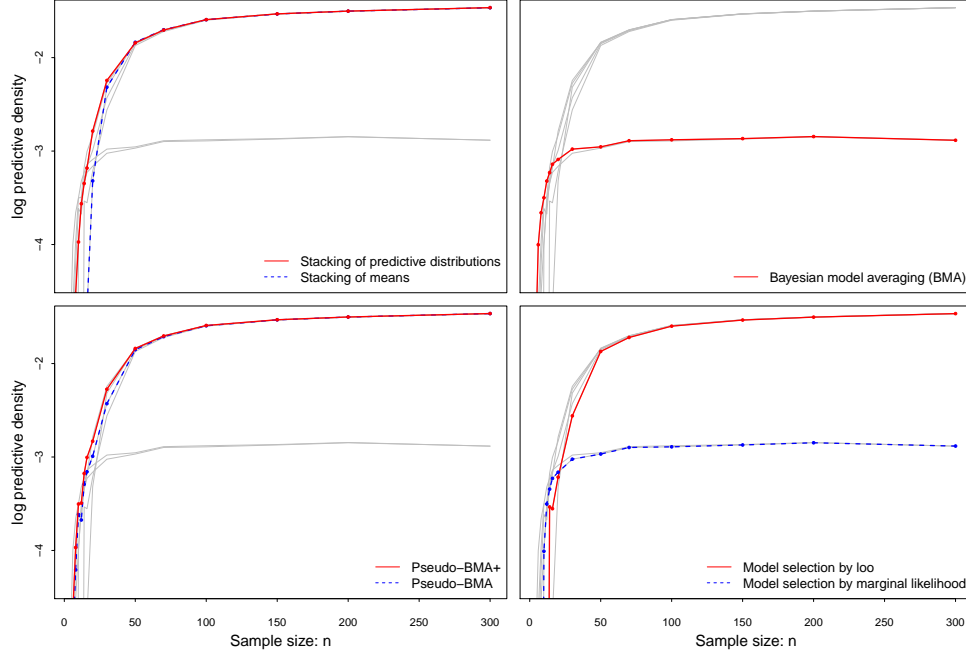 log predictive density
-2
-3
-4
Stacking of predictive distributions
Stacking of means
Bayesian model averaging (BMA)
log predictive density
-2
-3
-4
Pseudo−BMA+
Pseudo−BMA
0 50 100 150 200 250 300
Sample size: n
Model selection by loo
Model selection by marginal likelihood
0 50 100 150 200 250 300
Sample size: n